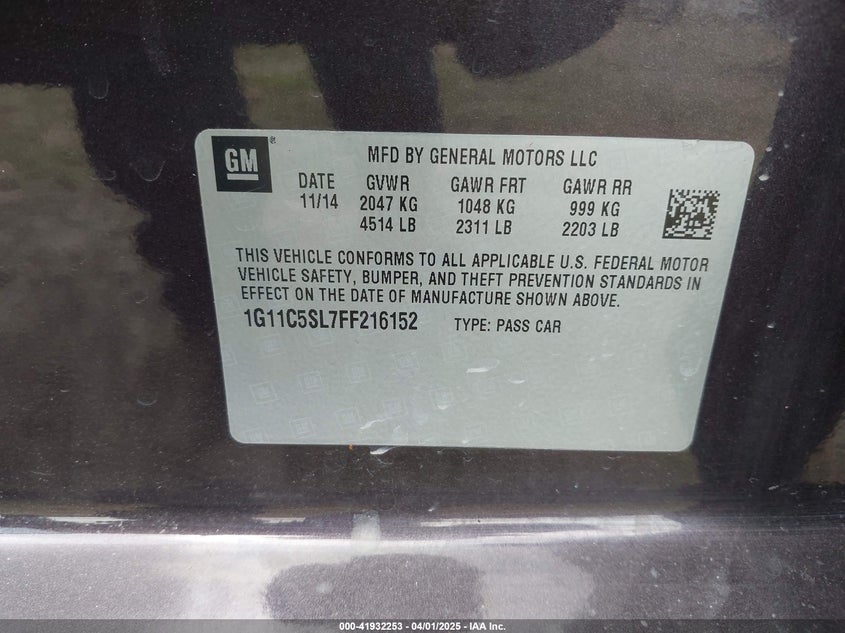 GM
MFD BY GENERAL MOTORS LLC
DATE GVWR GAWR FRT GAWR RR
11/14 2047 KG 1048 KG 999 KG
4514 LB 2311 LB 2203 LB
THIS VEHICLE CONFORMS TO ALL APPLICABLE U.S. FEDERAL MOTOR
VEHICLE SAFETY, BUMPER, AND THEFT PREVENTION STANDARDS IN
EFFECT ON THE DATE OF MANUFACTURE SHOWN ABOVE.
1G11C5SL7FF216152 TYPE: PASS CAR
000-41932253 - 04/01/2025 - IAA Inc.